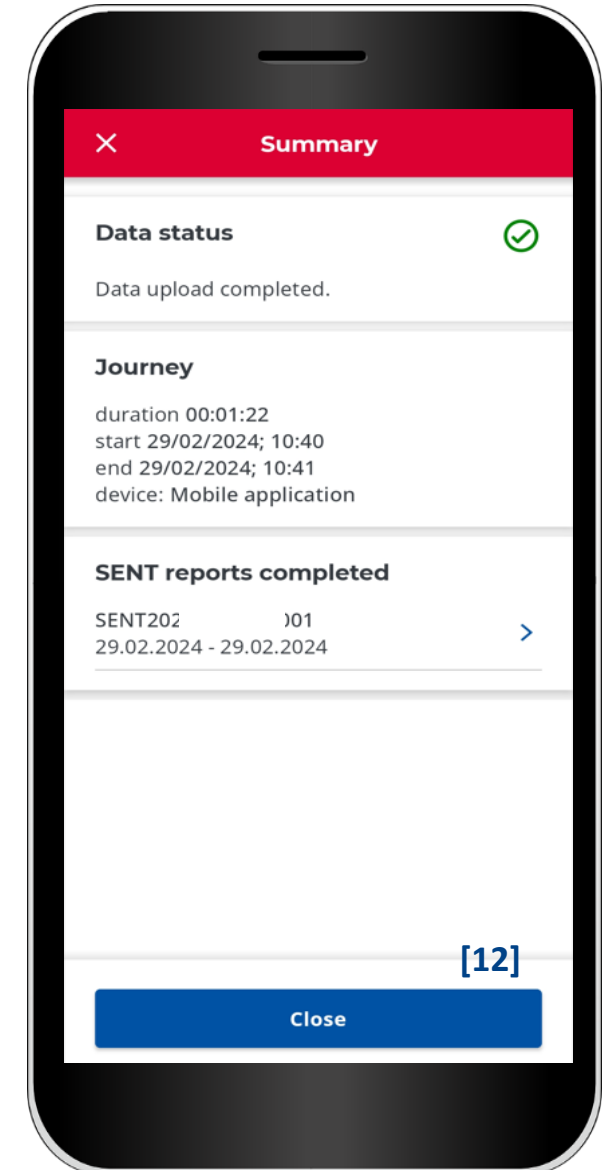 Summary
Data status
Data upload completed.
Journey
duration 00:01:22
start 29/02/2024; 10:40
end 29/02/2024; 10:41
device: Mobile application
SENT reports completed
SENT202 001
29.02.2024 - 29.02.2024
[12]
Close